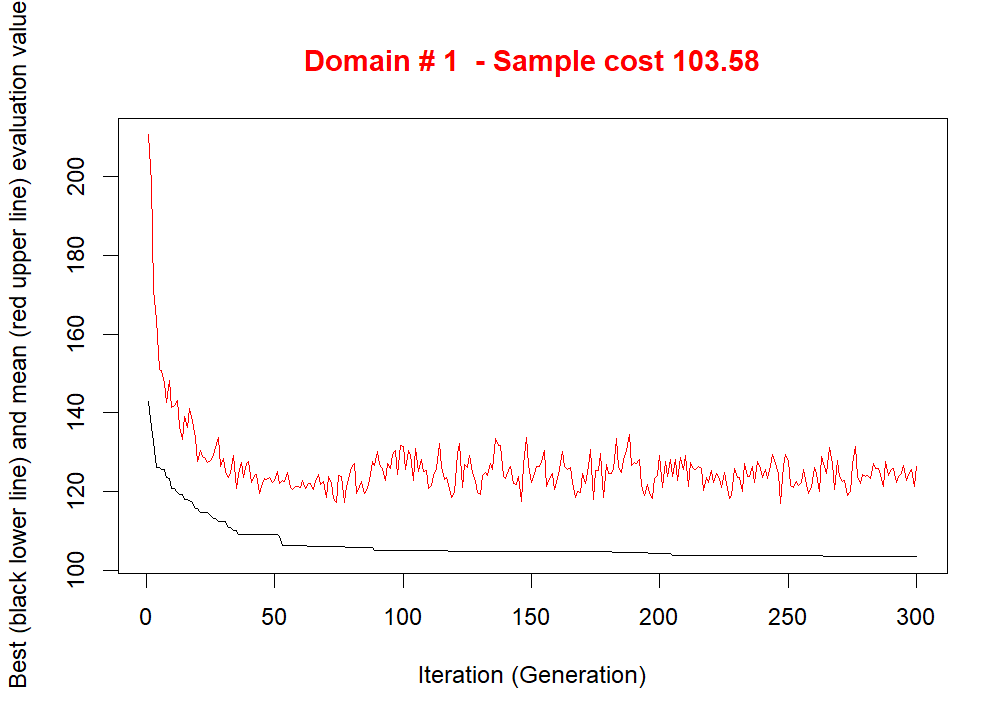 Domain # 1  - Sample cost 103.58
Best (black lower line) and mean (red upper line) evaluation value
200
180
160
140
120
100
0 50 100 150 200 250 300
Iteration (Generation)